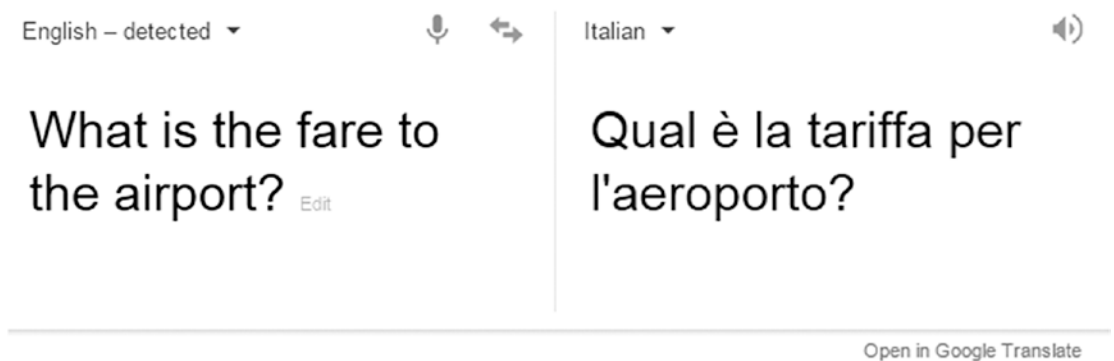 English – detected
Italian
What is the fare to
the airport? Edit
Qual è la tariffa per
l'aeroporto?
Open in Google Translate